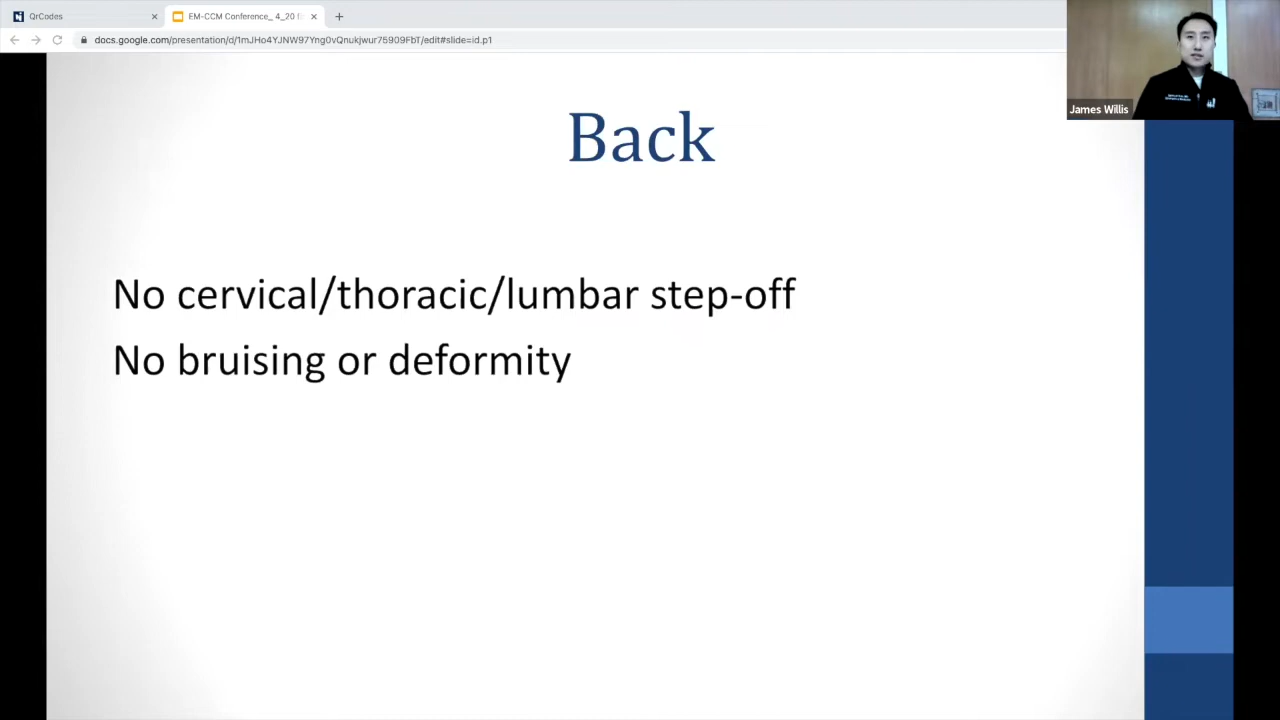 QrCodes
EM-CCM Conference_ 4_20 f
docs.google.com/presentation/d/1mJHo4YJNW97Yng0vQnukjwur75909FbT/edit#slide=id.p1
James Willis
Back
No cervical/thoracic/lumbar step-off
No bruising or deformity